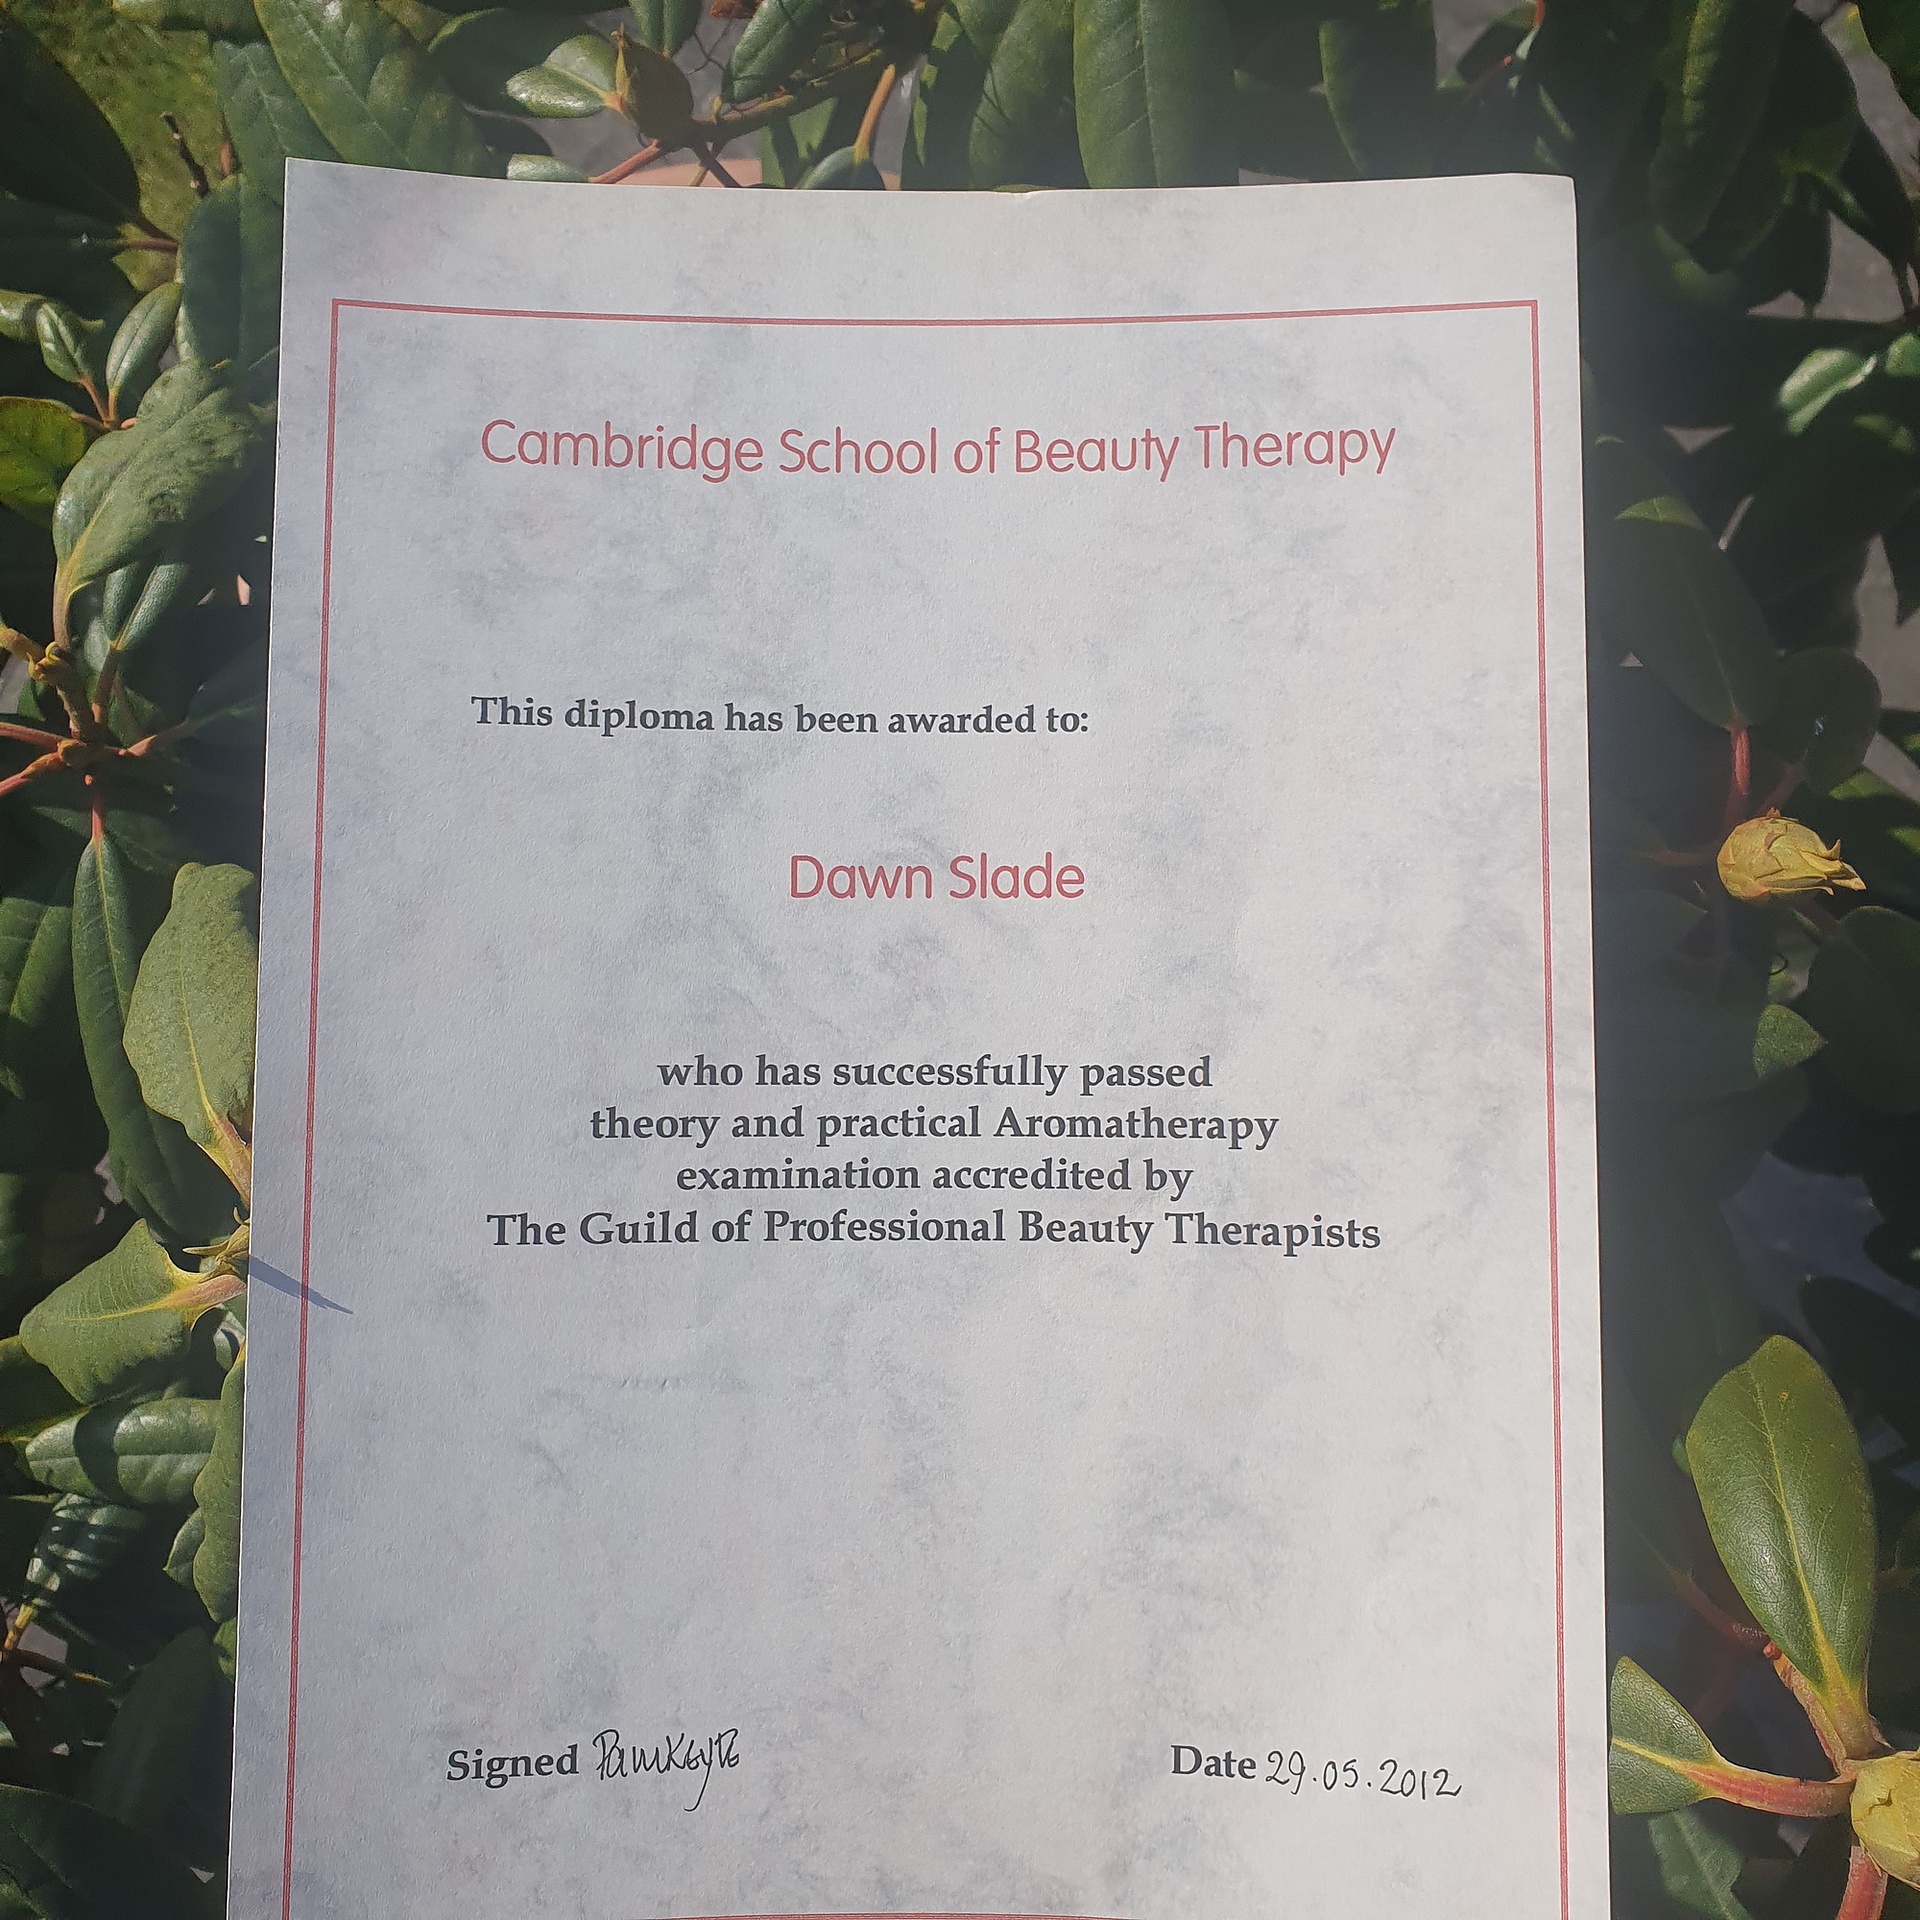 Cambridge School of Beauty Therapy
This diploma has been awarded to:
Dawn Slade
who has successfully passed
theory and practical Aromatherapy
examination accredited by
The Guild of Professional Beauty Therapists
Signed
Date 29.05.2012